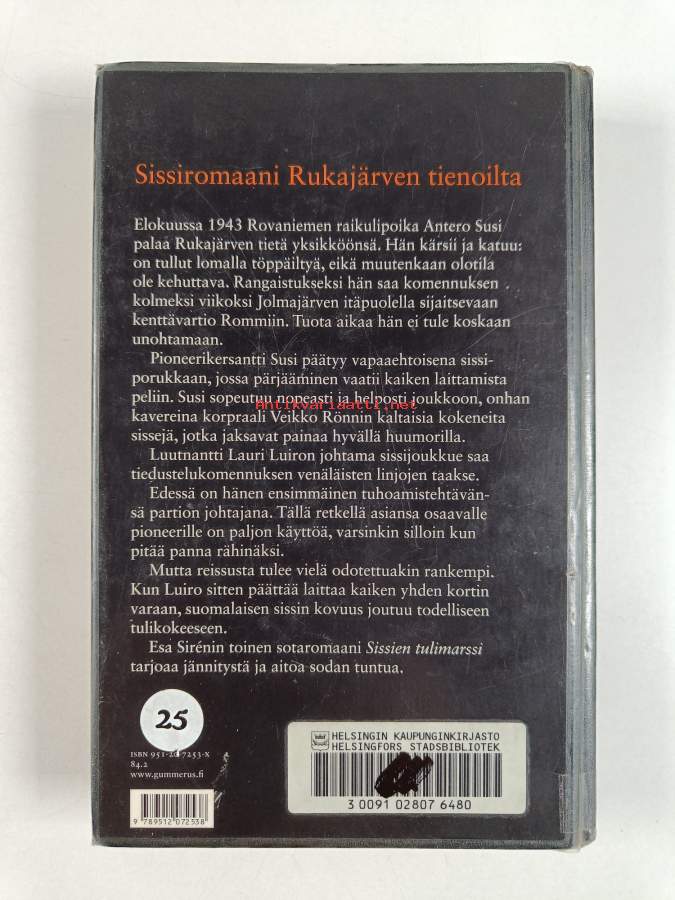 Sissiromaani Rukajärven tienoilta
Elokuussa 1943 Rovaniemen raikulipoika Antero Susi
palaa Rukajärven tietä yksikköönsä. Hän kärsii ja katuu:
on tullut lomalla töppäiltyä, eikä muutenkaan olotila
ole kehuttava. Rangaistukseksi hän saa komennuksen
kolmeksi viikoksi Jolmajärven itäpuolella sijaitsevaan
kenttävartio Rommiin. Tuota aikaa hän ei tule koskaan
unohtamaan.
Pioneerikersantti Susi päätyy vapaaehtoisena sissi-
porukkaan, jossa pärjääminen vaatii kaiken laittamista
peliin. Susi sopeutuu nopeasti ja helposti joukkoon, onhan
Antikvariaatti.net
kavereina korpraali Veikko Rönnin kaltaisia kokeneita
sissejä, jotka jaksavat painaa hyvällä huumorilla.
Luutnantti Lauri Luiron johtama sissijoukkue saa
tiedustelukomennuksen venäläisten linjojen taakse.
Edessä on hänen ensimmäinen tuhoamistehtävän-
sä partion johtajana. Tällä retkellä asiansa osaavalle
pioneerille on paljon käyttöä, varsinkin silloin kun
pitää panna rähinäksi.
Mutta reissusta tulee vielä odotettuakin rankempi.
Kun Luiro sitten päättää laittaa kaiken yhden kortin
varaan, suomalaisen sissin kovuus joutuu todelliseen
tulikokeeseen.
Esa Sirénin toinen sotaromaani Sissien tulimarssi
tarjoaa jännitystä ja aitoa sodan tuntua.
25
ISBN 951-20-7253-X
84.2
www.gummerus.fi
9 789512 072538
HELSINGIN KAUPUNGINKIRJASTO
HELSINGFORS STADSBIBLIOTEK
3 0091 02807 6480